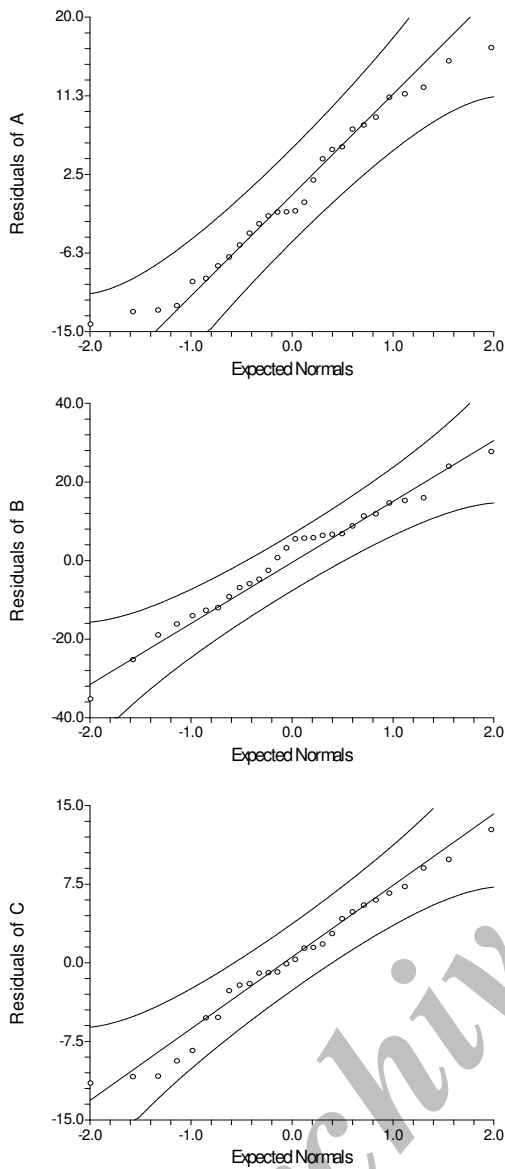 20.0
11.3
2.5
-6.3
-15.0
Residuals of A
-2.0 -1.0 0.0 1.0 2.0
Expected Normals
40.0
20.0
0.0
-20.0
-40.0
Residuals of B
-2.0 -1.0 0.0 1.0 2.0
Expected Normals
15.0
7.5
0.0
-7.5
-15.0
Residuals of C
-2.0 -1.0 0.0 1.0 2.0
Expected Normals
chiv